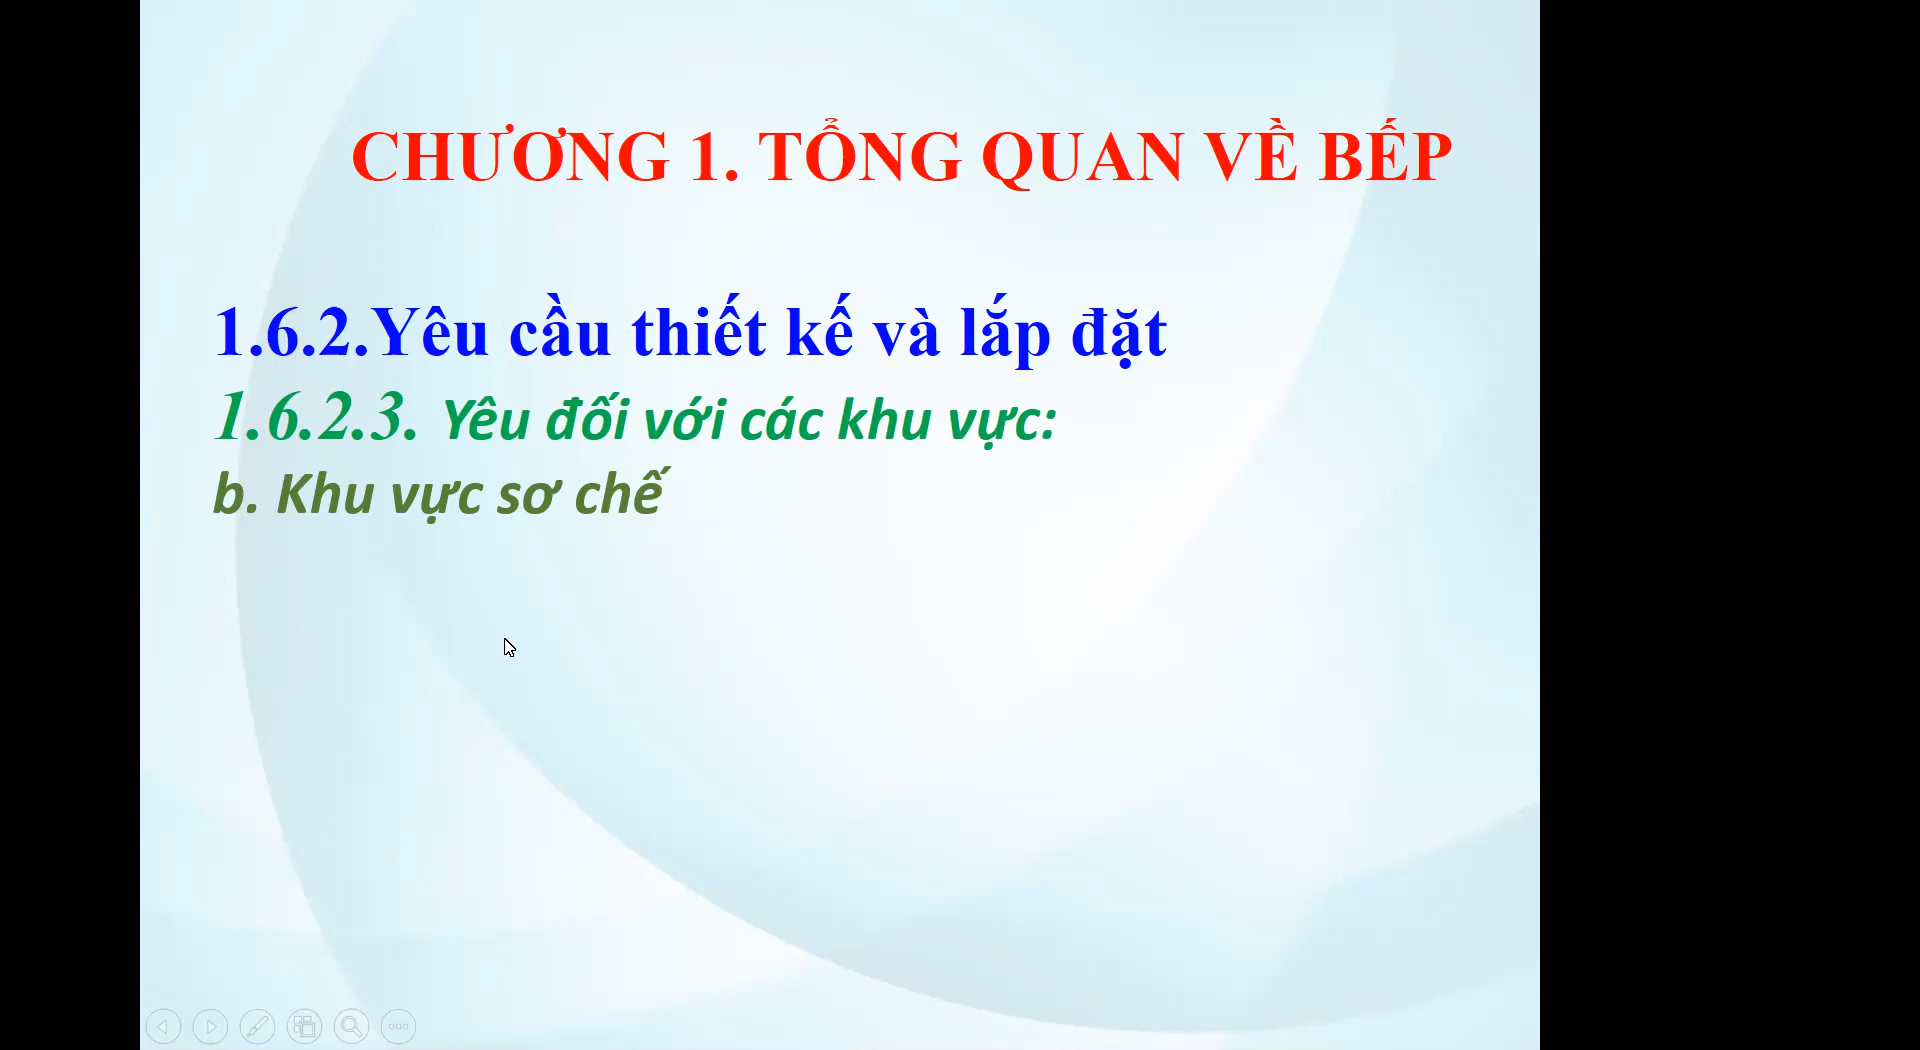 CHƯƠNG 1. TỔNG QUAN VỀ BẾP
1.6.2.Yêu cầu thiết kế và lắp đặt
1.6.2.3. Yêu đối với các khu vực:
b. Khu vực sơ chế